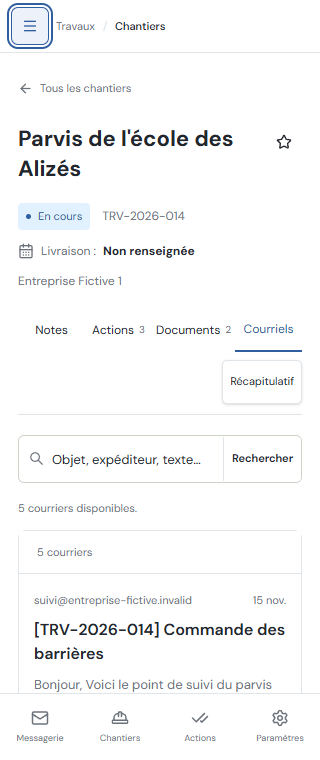 Travaux / Chantiers
Tous les chantiers
Parvis de l'école des
Alizés
En cours TRV-2026-014
Livraison : Non renseignée
Entreprise Fictive 1
Notes Actions 3 Documents 2 Courriels
Récapitulatif
Objet, expéditeur, texte... Rechercher
5 courriers disponibles.
5 courriers
suivi@entreprise-fictive.invalid 15 nov.
[TRV-2026-014] Commande des
barrières
Bonjour, Voici le point de suivi du parvis
Messagerie Chantiers Actions Paramètres